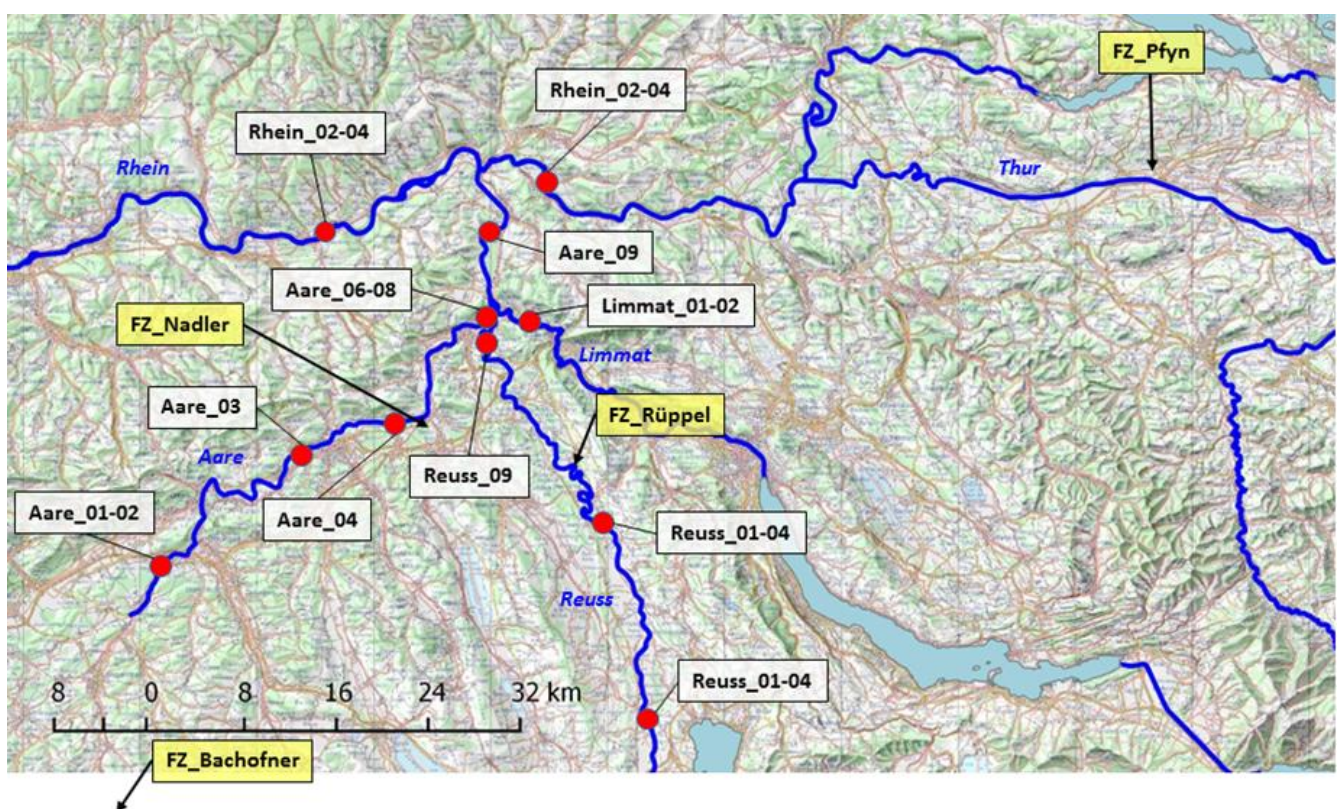 FZ_Pfyn
Rhein_02-04
Rhein_02-04
Rhein
Thur
Aare_09
Aare_06-08
Limmat_01-02
FZ_Nadler
Limmat
Aare_03
FZ_Rüppel
Aare
Reuss_09
Aare_01-02
Aare_04
Reuss_01-04
Reuss
Reuss_01-04
8 0 8 16 24 32 km
FZ_Bachofner